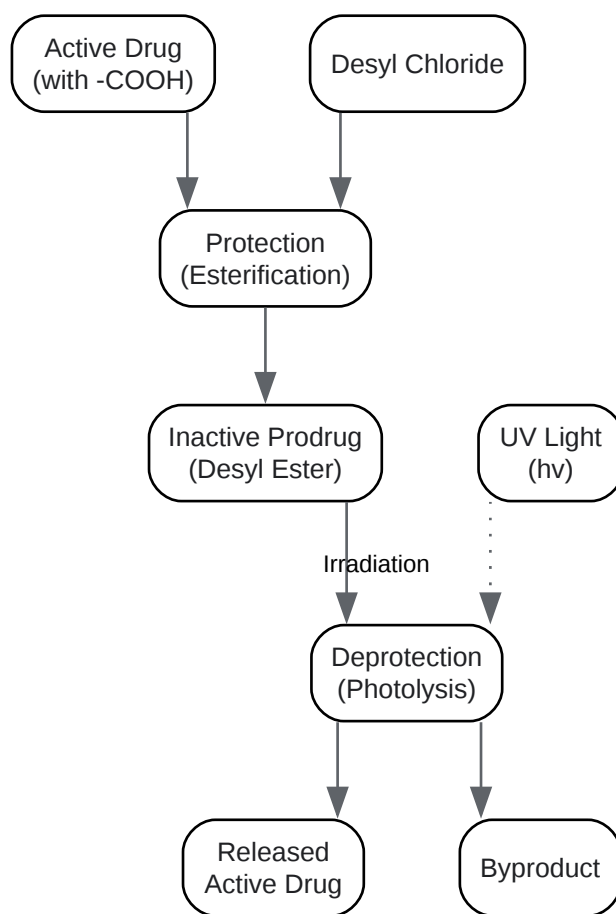 Active Drug
(with -COOH)
Desyl Chloride
Protection
(Esterification)
Inactive Prodrug
(Desyl Ester)
UV Light
(hv)
Irradiation
Deprotection
(Photolysis)
Released
Active Drug
Byproduct